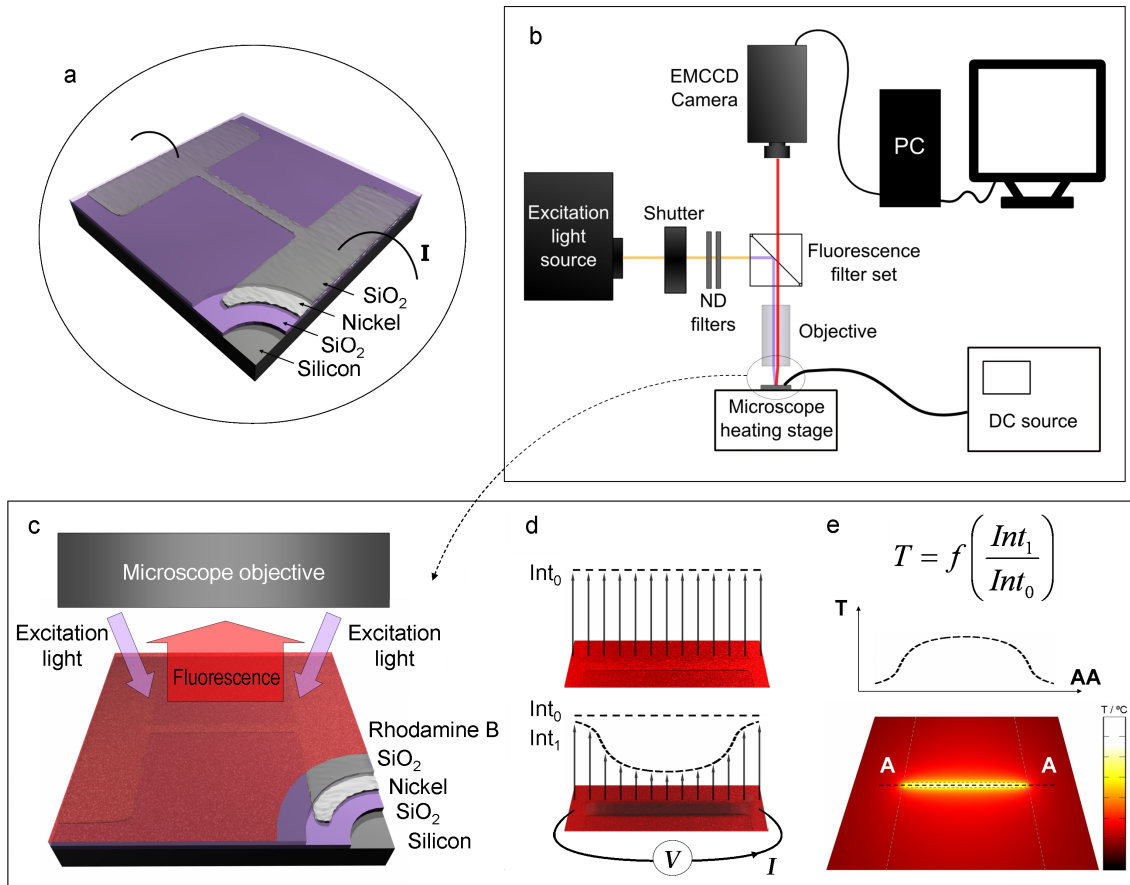 a
I
SiO2
Nickel
SiO2
Silicon
b
EMCCD
Camera
PC
Excitation
light
source
Shutter
ND
filters
Fluorescence
filter set
Objective
Microscope
heating stage
DC source
c
Microscope objective
Excitation
light
Fluorescence
Excitation
light
Rhodamine B
SiO2
Nickel
SiO2
Silicon
d
Int0
Int0
Int1
V
I
e
T = f(Int1/Int0)
T
AA
T / ºC
A
A